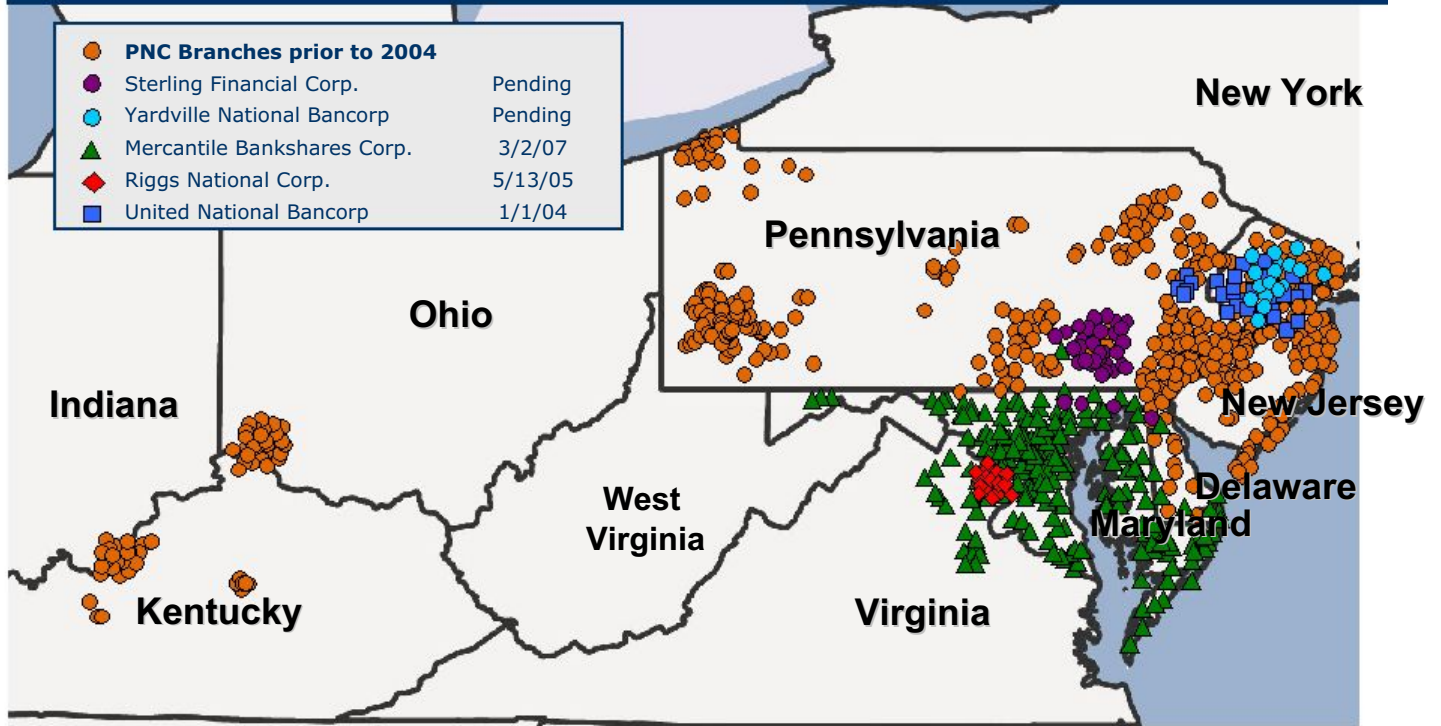 PNC Branches prior to 2004
Sterling Financial Corp. Pending
Yardville National Bancorp Pending
Mercantile Bankshares Corp. 3/2/07
Riggs National Corp. 5/13/05
United National Bancorp 1/1/04
New York
Pennsylvania
Ohio
Indiana
New Jersey
West
Virginia
Delaware
Maryland
Kentucky
Virginia